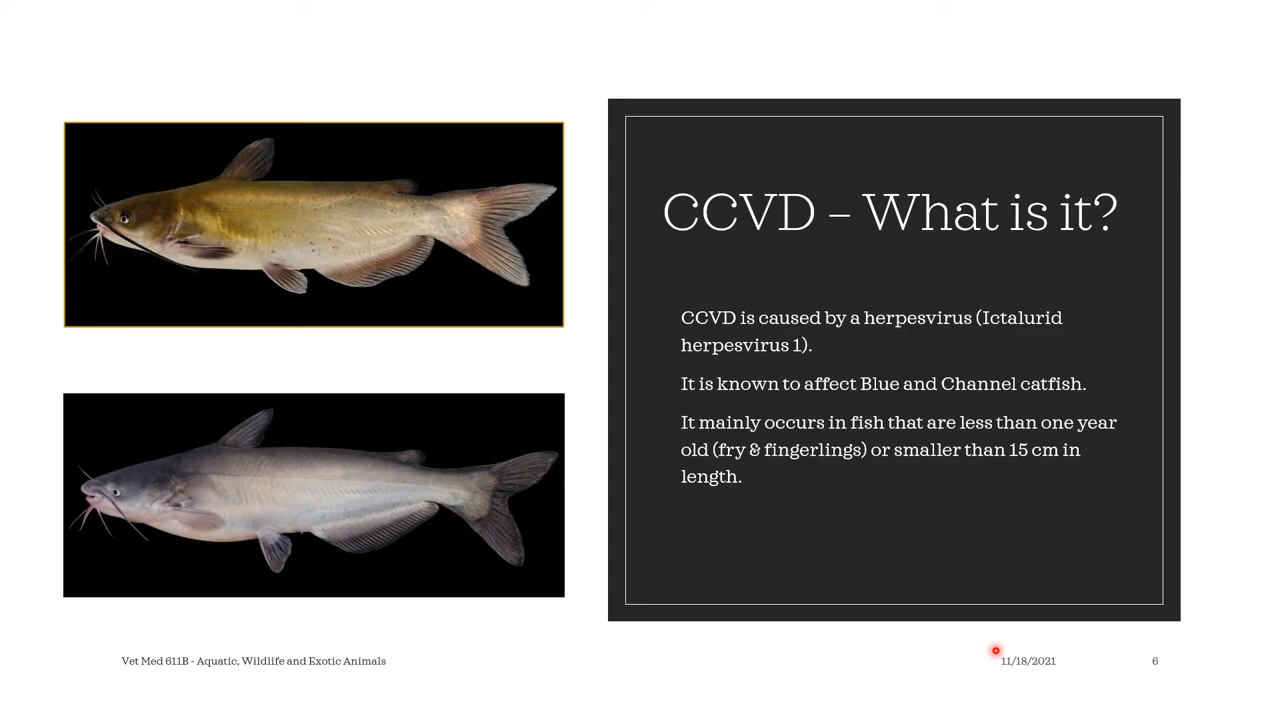 CCVD – What is it?
CCVD is caused by a herpesvirus (Ictalurid
herpesvirus 1).
It is known to affect Blue and Channel catfish.
It mainly occurs in fish that are less than one year
old (fry & fingerlings) or smaller than 15 cm in
length.
Vet Med 611B - Aquatic, Wildlife and Exotic Animals
11/18/2021
6